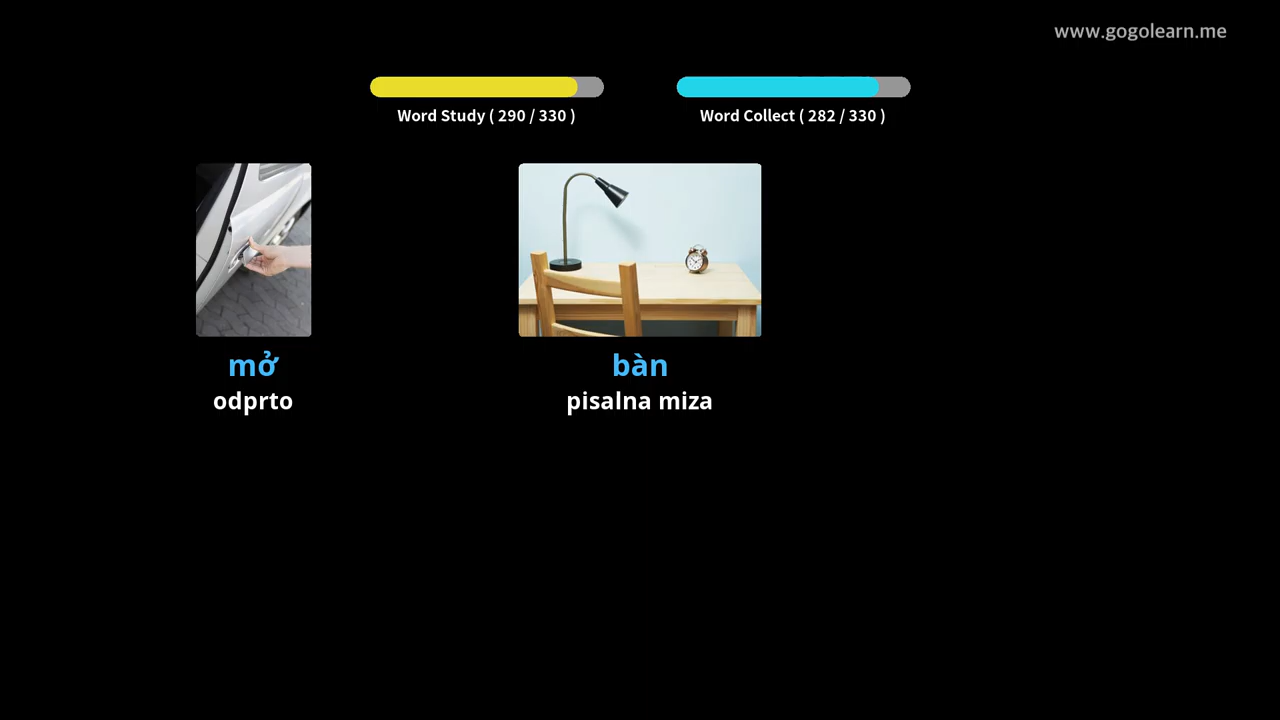 www.gogolearn.me
Word Study ( 290 / 330 )
Word Collect ( 282 / 330 )
mở
odprto
bàn
pisalna miza